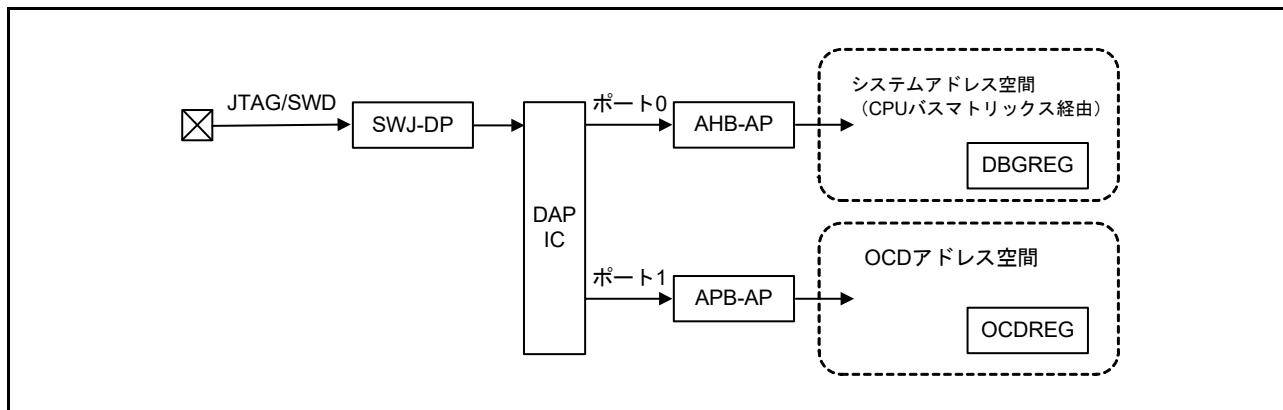 JTAG/SWD
SWJ-DP
DAP
IC
ポート0
AHB-AP
システムアドレス空間
（CPUバスマトリックス経由）
DBGREG
ポート1
APB-AP
OCDアドレス空間
OCDREG